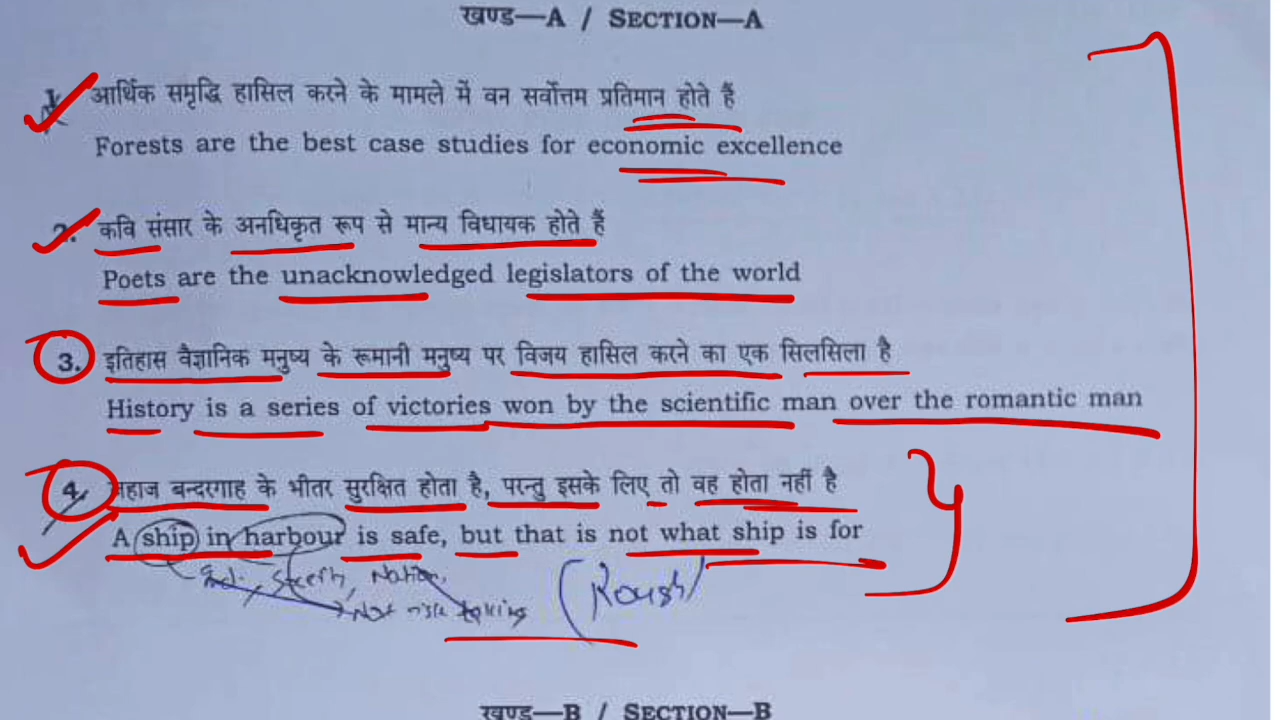 खण्ड—A / SECTION—A
1. आर्थिक समृद्धि हासिल करने के मामले में वन सर्वोत्तम प्रतिमान होते हैं
Forests are the best case studies for economic excellence
2. कवि संसार के अनधिकृत रूप से मान्य विधायक होते हैं
Poets are the unacknowledged legislators of the world
3. इतिहास वैज्ञानिक मनुष्य के रूमानी मनुष्य पर विजय हासिल करने का एक सिलसिला है
History is a series of victories won by the scientific man over the romantic man
4. जहाज बन्दरगाह के भीतर सुरक्षित होता है, परन्तु इसके लिए तो वह होता नहीं है
A ship in harbour is safe, but that is not what ship is for
Nation,
Not risk taking
(Rough)
खण्ड—B / SECTION—B